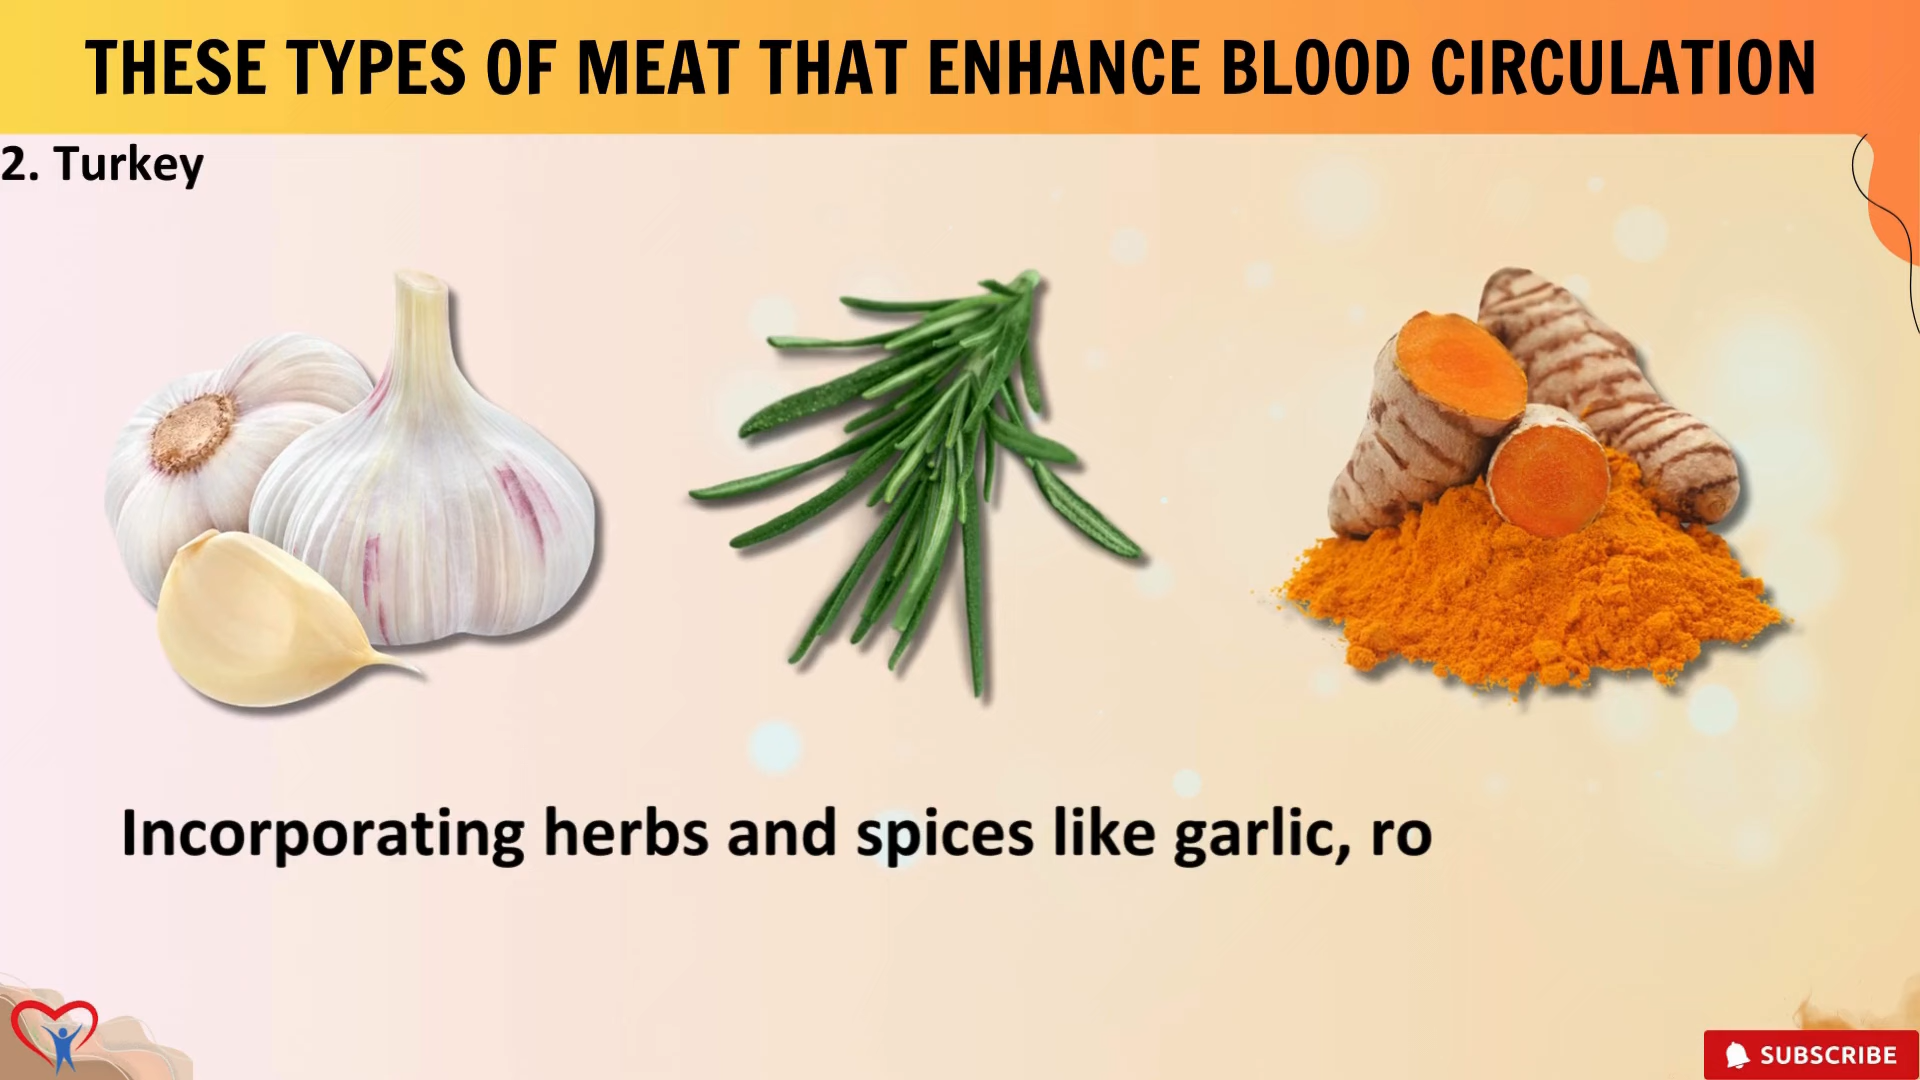 THESE TYPES OF MEAT THAT ENHANCE BLOOD CIRCULATION
2. Turkey
Incorporating herbs and spices like garlic, ro
SUBSCRIBE